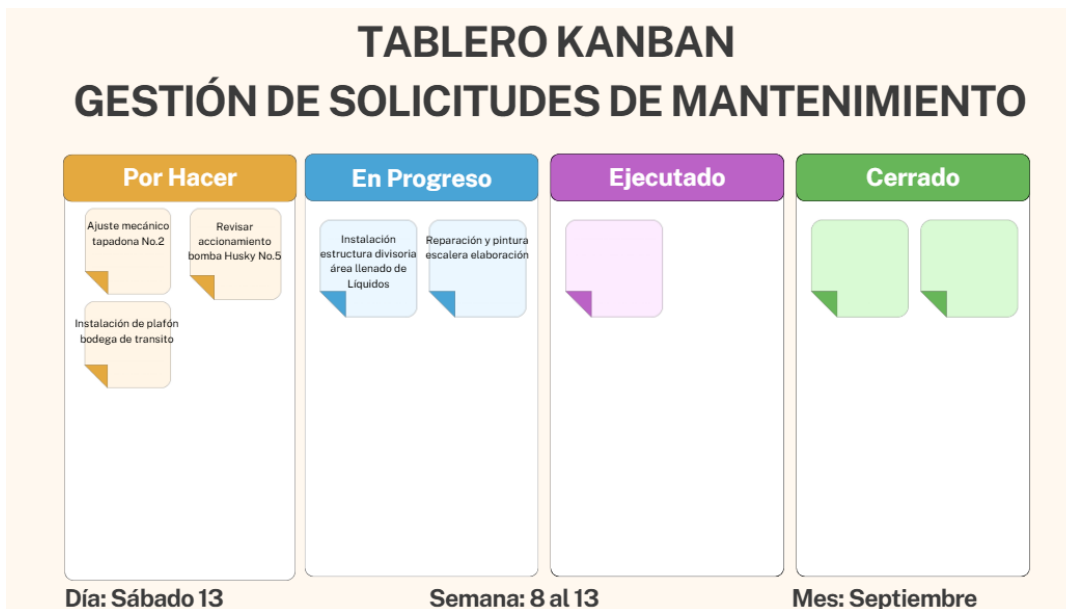 TABLERO KANBAN
GESTIÓN DE SOLICITUDES DE MANTENIMIENTO
Por Hacer
Ajuste mecánico
tapadona No.2
Revisar
accionamiento
bomba Husky No.5
Instalación de plafón
bodega de transito
En Progreso
Instalación
estructura divisoria
área llenado de
Líquidos
Reparación y pintura
escalera elaboración
Ejecutado
Cerrado
Día: Sábado 13
Semana: 8 al 13
Mes: Septiembre